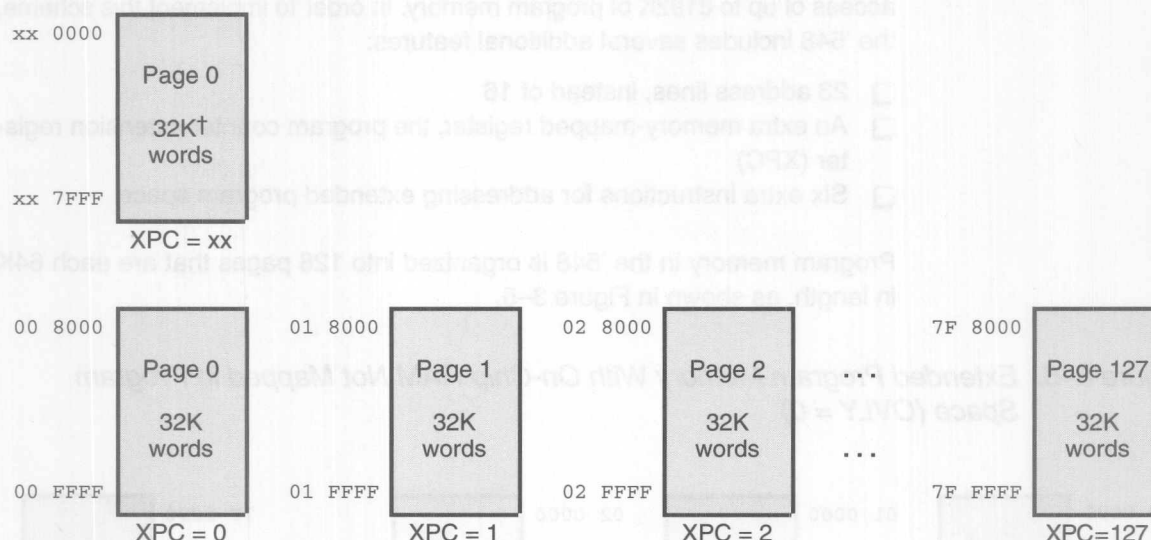 xx 0000
Page 0
32K†
words
xx 7FFF
XPC = xx
00 8000 01 8000 02 8000 7F 8000
Page 0 Page 1 Page 2 . . . Page 127
32K 32K 32K 32K
words words words . . . words
00 FFFF 01 FFFF 02 FFFF 7F FFFF
XPC = 0 XPC = 1 XPC = 2 XPC=127